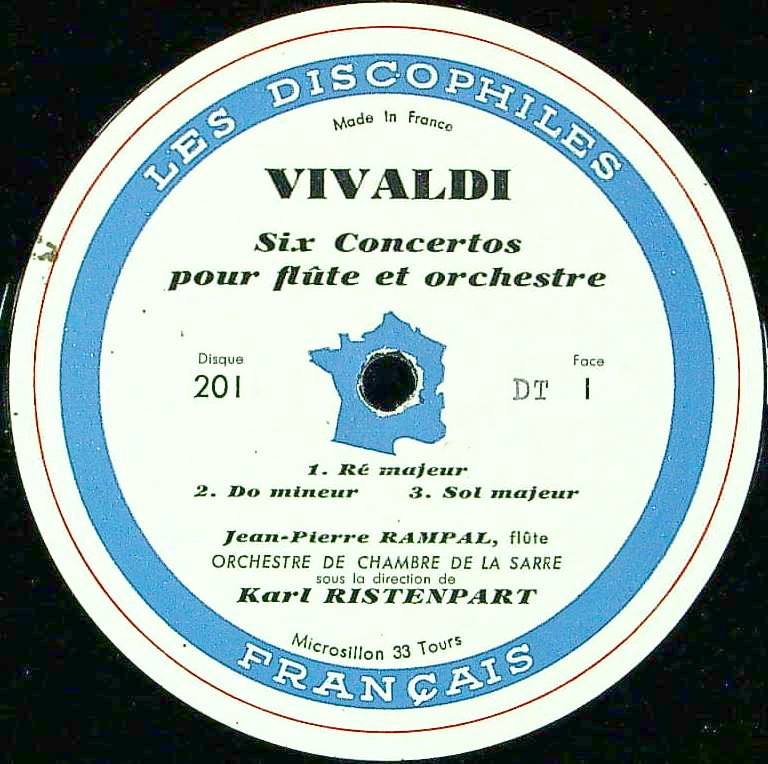 LES DISCOPHILES
Made in France
VIVALDI
Six Concertos
pour flûte et orchestre
Disque
201
Face
DT 1
1. Ré majeur
2. Do mineur 3. Sol majeur
Jean-Pierre RAMPAL, flûte
ORCHESTRE DE CHAMBRE DE LA SARRE
sous la direction de
Karl RISTENPART
Microsillon 33 Tours
FRANÇAIS